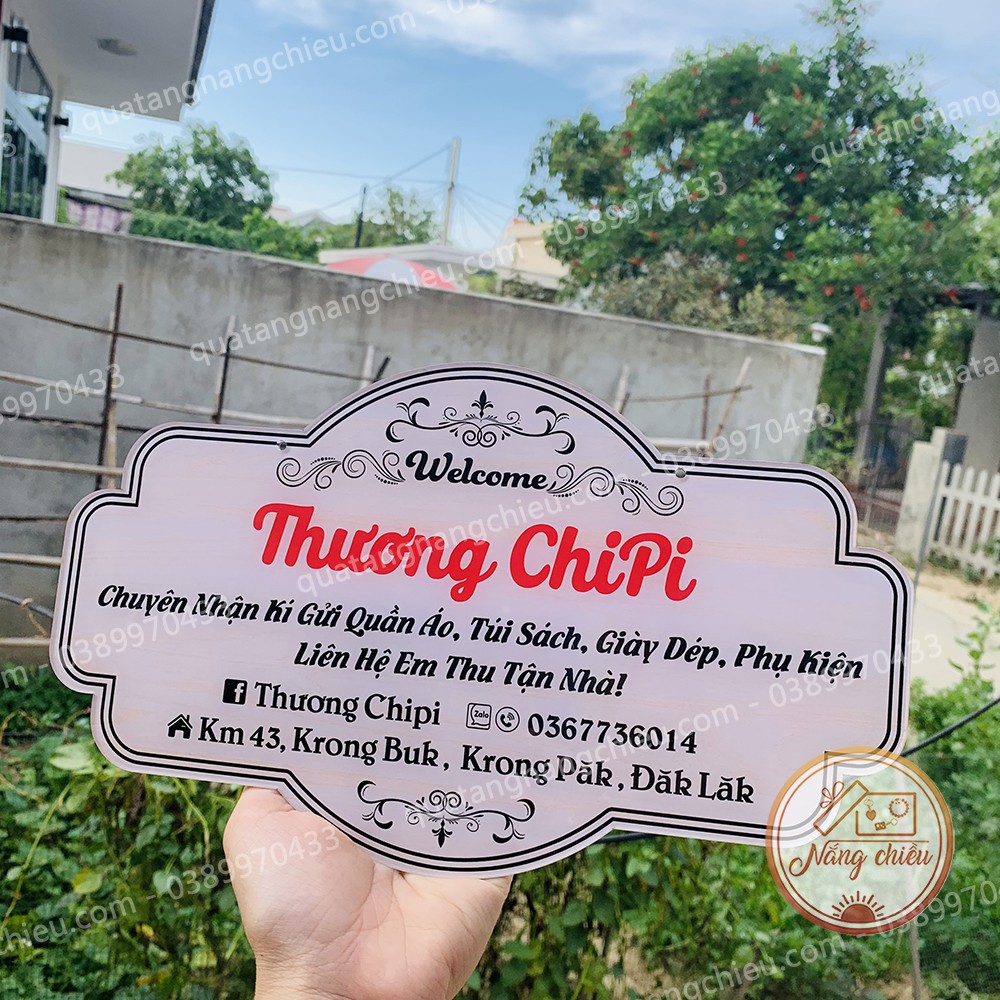 Welcome
Thương ChiPi
Chuyên Nhận Kí Gửi Quần Áo, Túi Sách, Giày Dép, Phụ Kiện
Liên Hệ Em Thu Tận Nhà!
Thương Chipi Zalo 0367736014
Km 43, Krong Buk, Krong Păk, Đăk Lăk
Nắng chiều
quatangnangchieu.com - 0389970433